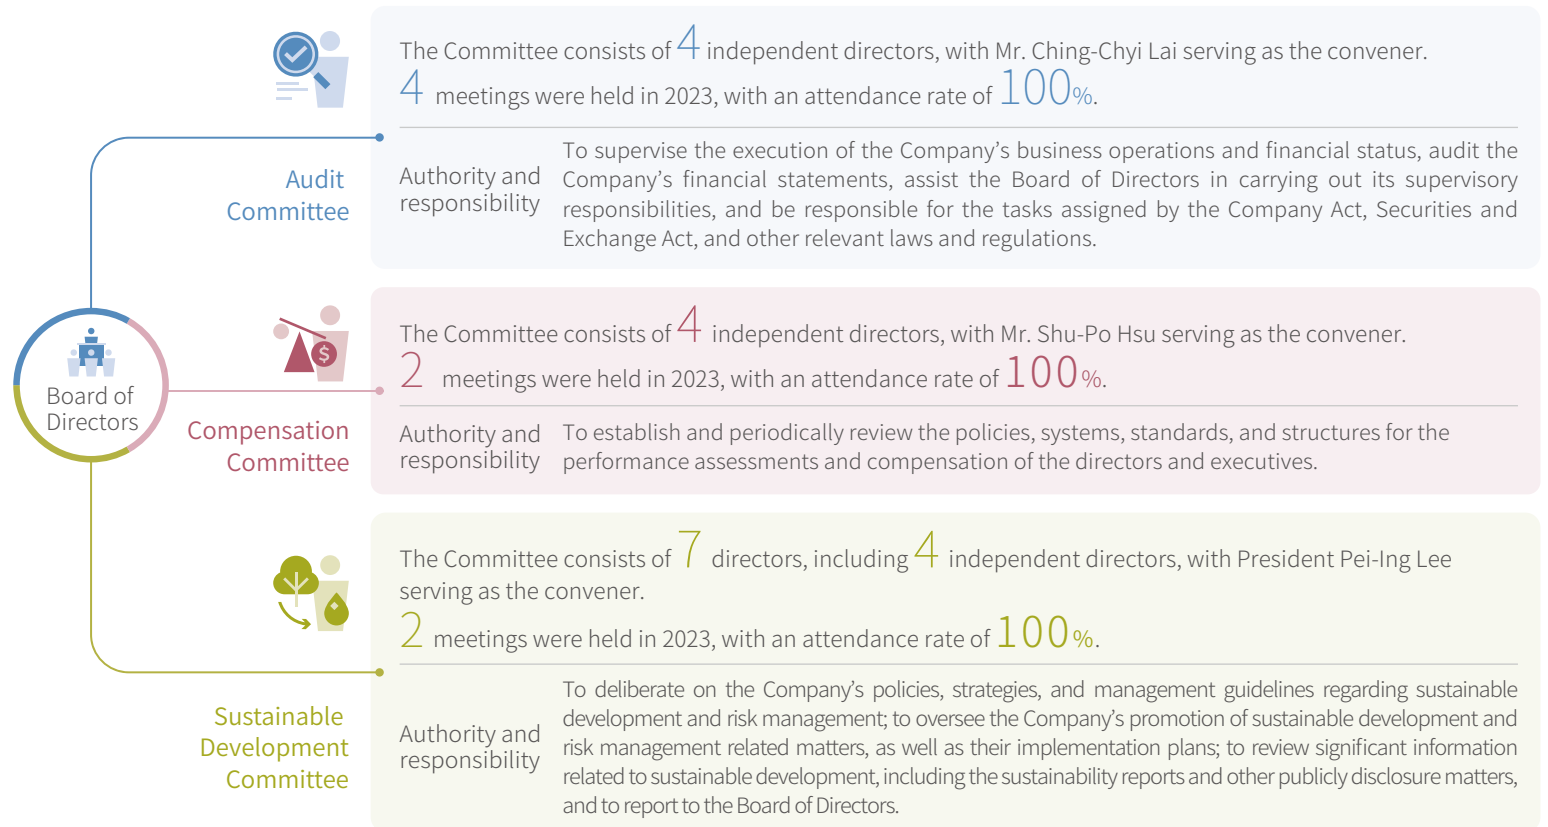 The Committee consists of 4 independent directors, with Mr. Ching-Chyi Lai serving as the convener.
4 meetings were held in 2023, with an attendance rate of 100%.
Audit
Committee
Authority and
responsibility
To supervise the execution of the Company’s business operations and financial status, audit the
Company’s financial statements, assist the Board of Directors in carrying out its supervisory
responsibilities, and be responsible for the tasks assigned by the Company Act, Securities and
Exchange Act, and other relevant laws and regulations.
Board of
Directors
$
The Committee consists of 4 independent directors, with Mr. Shu-Po Hsu serving as the convener.
2 meetings were held in 2023, with an attendance rate of 100%.
Compensation
Committee
Authority and
responsibility
To establish and periodically review the policies, systems, standards, and structures for the
performance assessments and compensation of the directors and executives.
The Committee consists of 7 directors, including 4 independent directors, with President Pei-Ing Lee
serving as the convener.
2 meetings were held in 2023, with an attendance rate of 100%.
Sustainable
Development
Committee
Authority and
responsibility
To deliberate on the Company’s policies, strategies, and management guidelines regarding sustainable
development and risk management; to oversee the Company’s promotion of sustainable development and
risk management related matters, as well as their implementation plans; to review significant information
related to sustainable development, including the sustainability reports and other publicly disclosure matters,
and to report to the Board of Directors.